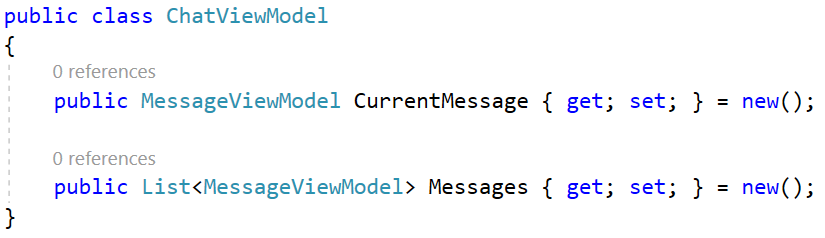 public class ChatViewModel
{
0 references
public MessageViewModel CurrentMessage { get; set; } = new();
0 references
public List<MessageViewModel> Messages { get; set; } = new();
}